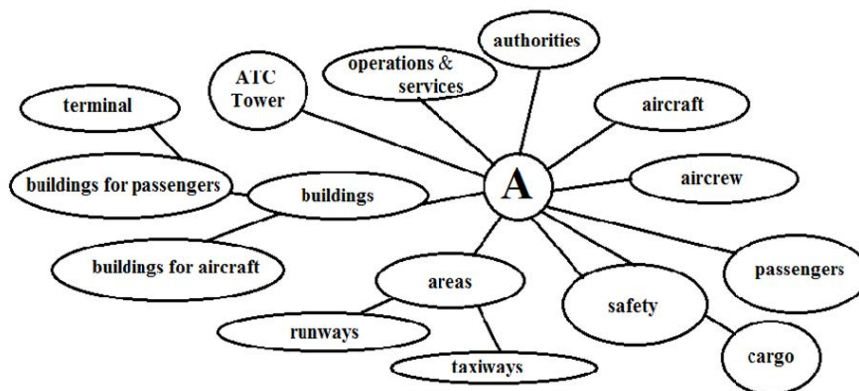 authorities
operations &
services
ATC
Tower
terminal
aircraft
A
aircrew
buildings for passengers
buildings
buildings for aircraft
areas
passengers
safety
runways
cargo
taxiways